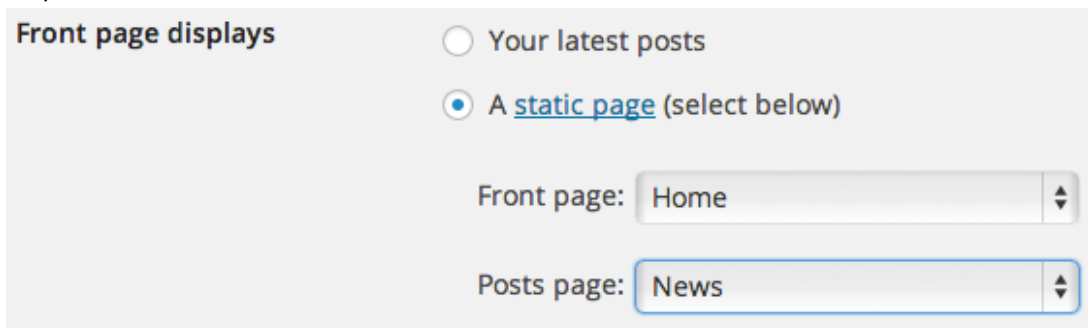 Front page displays
Your latest posts
A static page (select below)
Front page: Home
Posts page: News